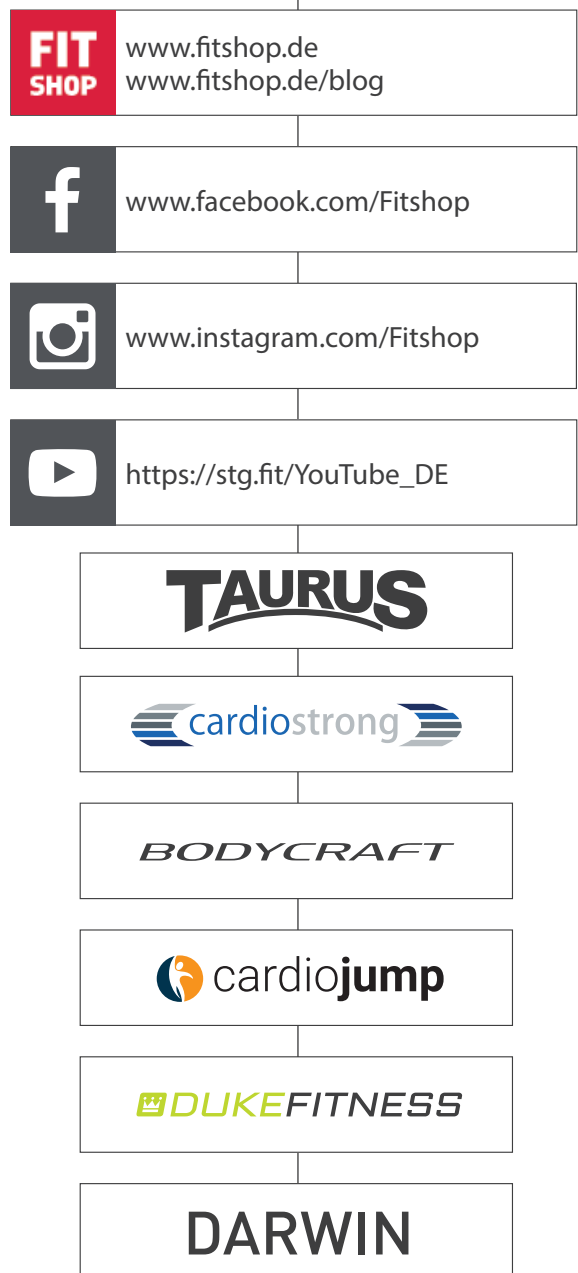 FIT
SHOP
www.fitshop.de
www.fitshop.de/blog
f
www.facebook.com/Fitshop
www.instagram.com/Fitshop
https://stg.fit/YouTube_DE
TAURUS
cardiostrong
BODYCRAFT
cardiojump
DUKEFITNESS
DARWIN